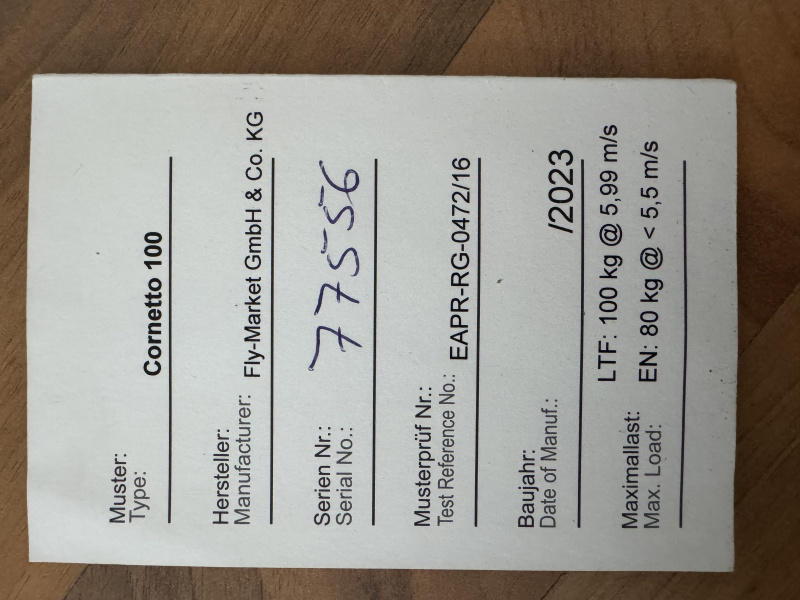 Muster:
Type: Cornetto 100
Hersteller:
Manufacturer: Fly-Market GmbH & Co. KG
Serien Nr.:
Serial No.: 77556
Musterprüf Nr.:
Test Reference No.: EAPR-RG-0472/16
Baujahr:
Date of Manuf.: /2023
LTF: 100 kg @ 5,99 m/s
Maximallast:
Max. Load: EN: 80 kg @ < 5,5 m/s